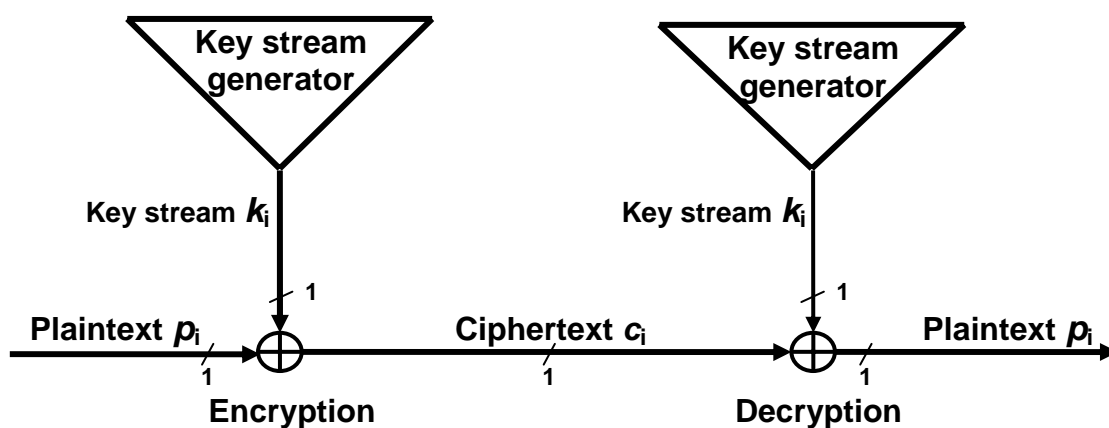 Key stream
generator
Key stream
generator
Key stream ki
Key stream ki
1
1
Plaintext pi
Ciphertext ci
Plaintext pi
1
1
1
Encryption
Decryption